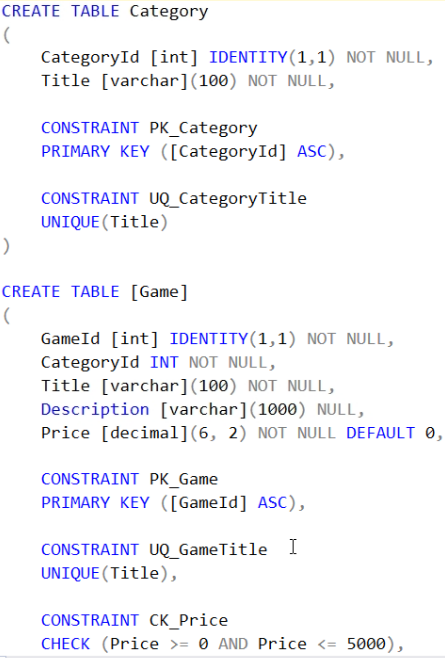 CREATE TABLE Category
(
    CategoryId [int] IDENTITY(1,1) NOT NULL,
    Title [varchar](100) NOT NULL,

    CONSTRAINT PK_Category
    PRIMARY KEY ([CategoryId] ASC),

    CONSTRAINT UQ_CategoryTitle
    UNIQUE(Title)
)

CREATE TABLE [Game]
(
    GameId [int] IDENTITY(1,1) NOT NULL,
    CategoryId INT NOT NULL,
    Title [varchar](100) NOT NULL,
    Description [varchar](1000) NULL,
    Price [decimal](6, 2) NOT NULL DEFAULT 0,

    CONSTRAINT PK_Game
    PRIMARY KEY ([GameId] ASC),

    CONSTRAINT UQ_GameTitle
    UNIQUE(Title),

    CONSTRAINT CK_Price
    CHECK (Price >= 0 AND Price <= 5000),